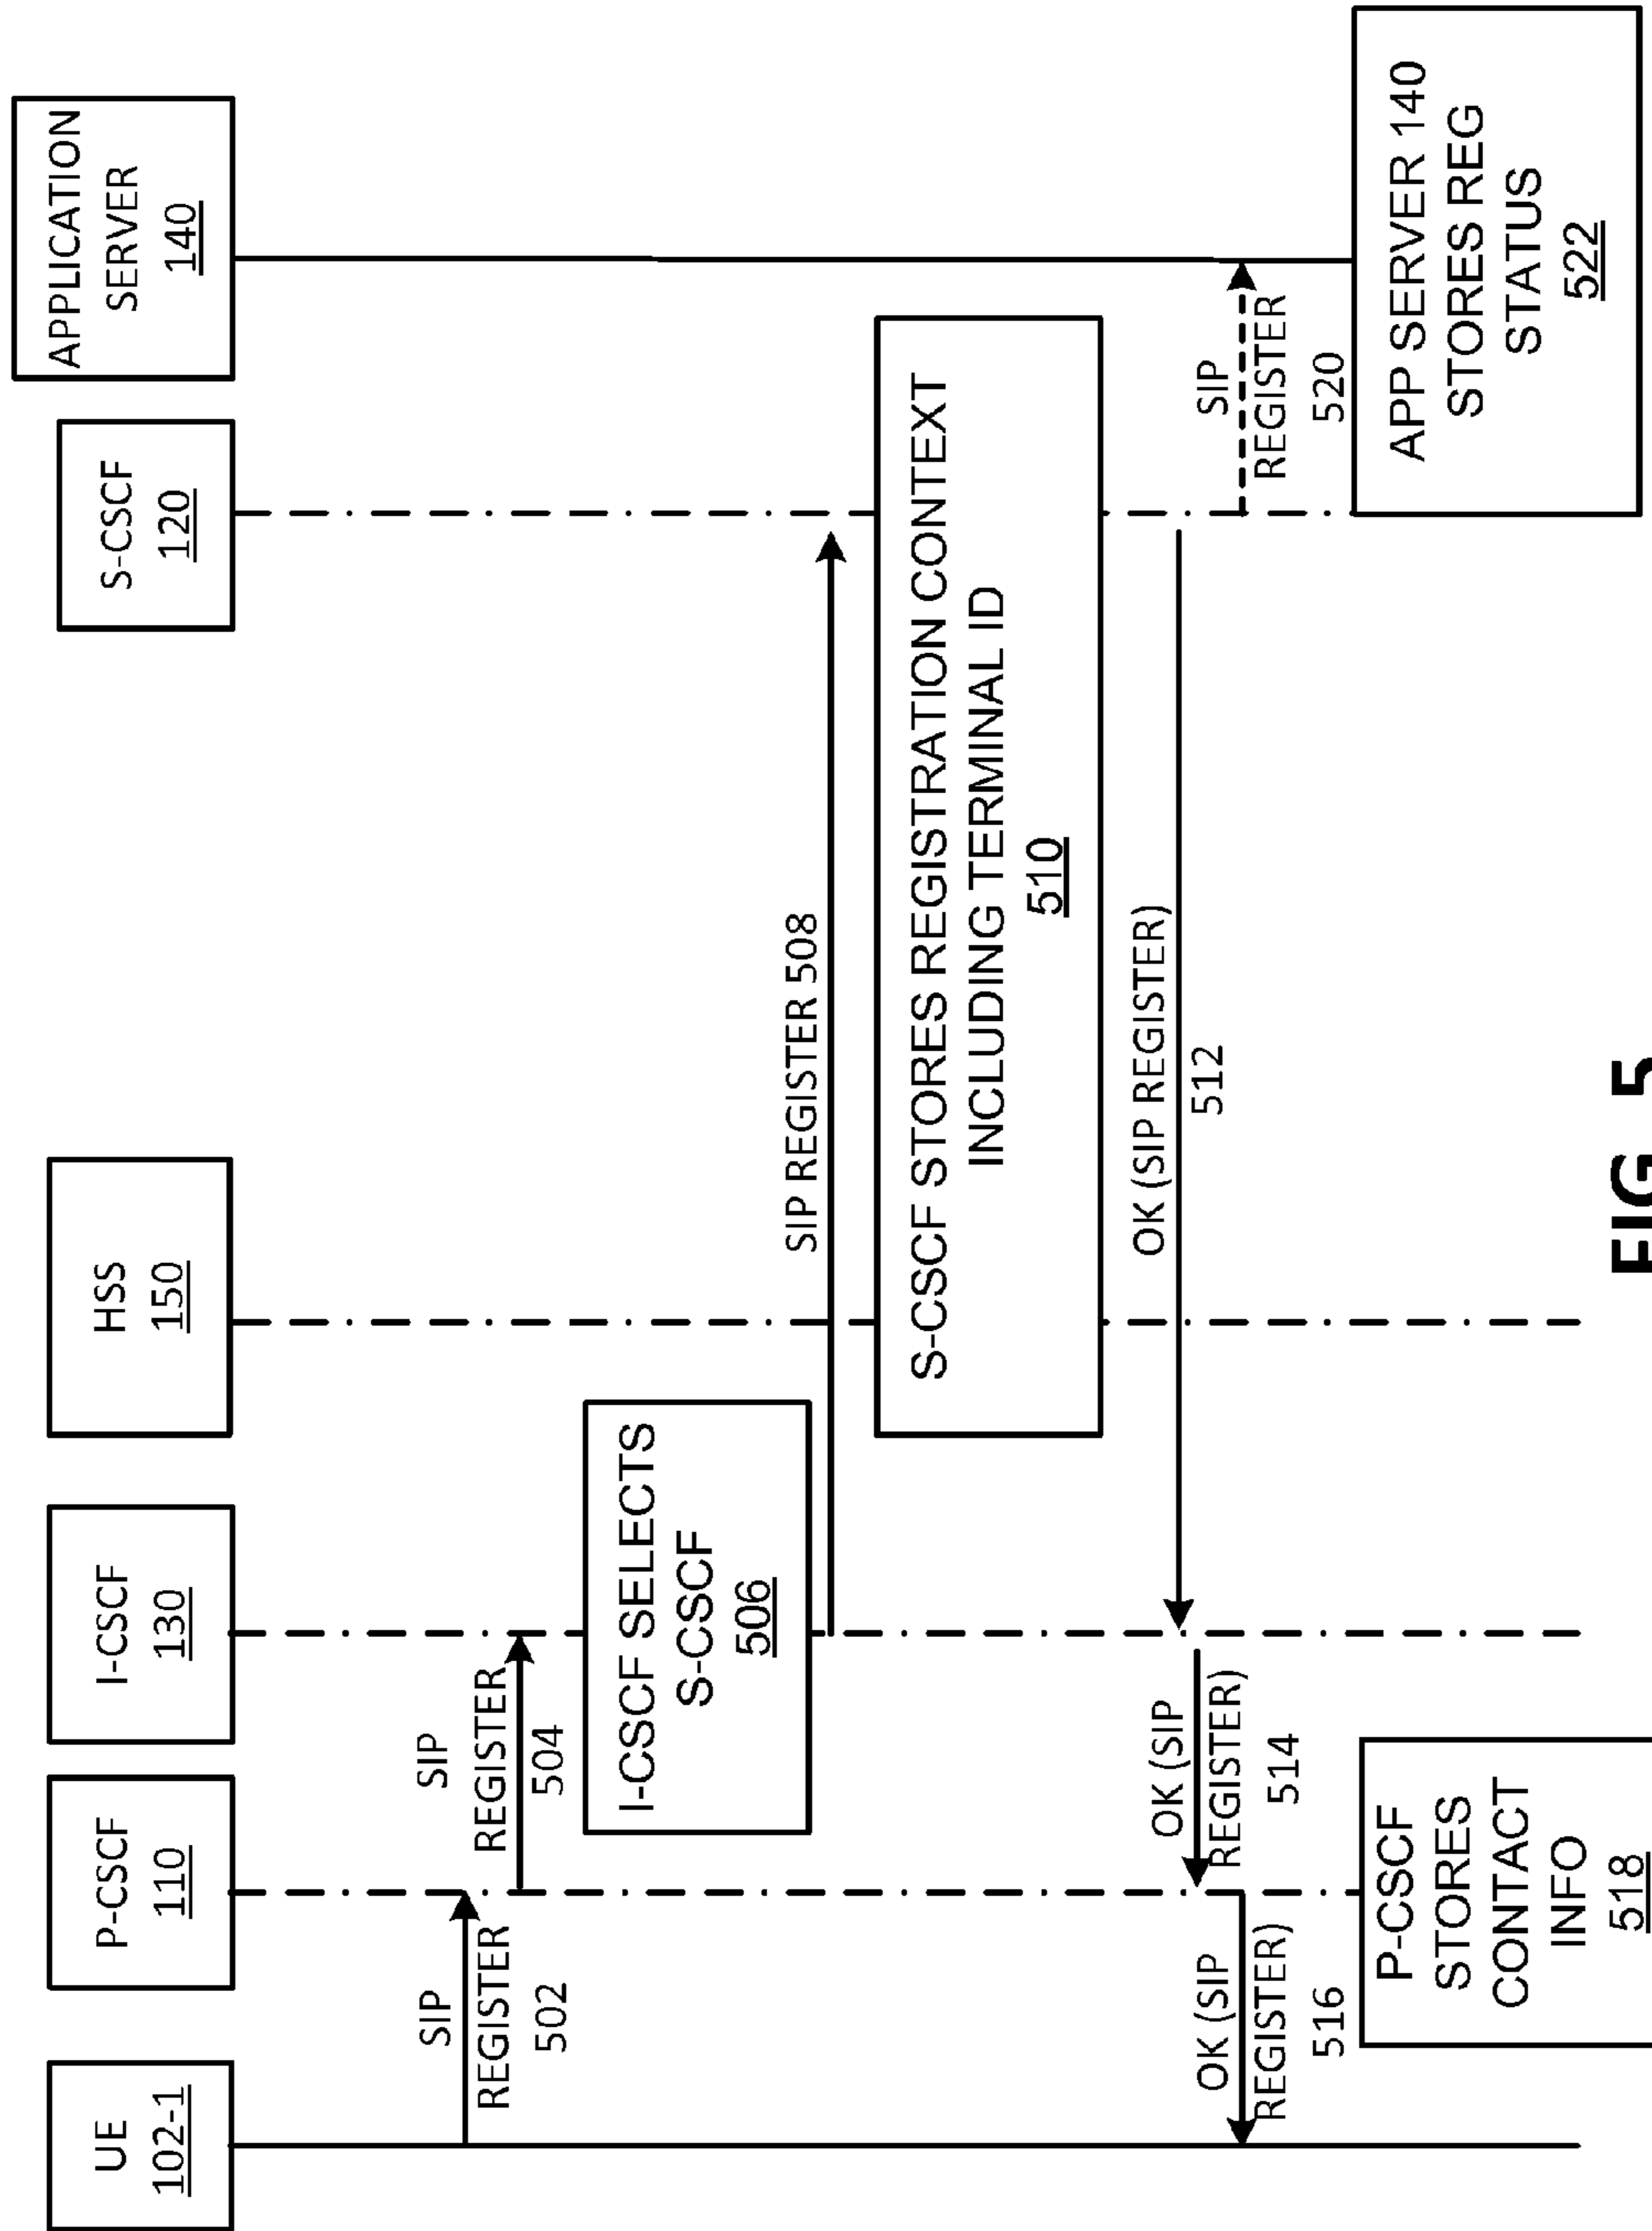 UE
102-1
P-CSCF
110
I-CSCF
130
HSS
150
S-CSCF
120
APPLICATION
SERVER
140
SIP
REGISTER
502
SIP
REGISTER
504
I-CSCF SELECTS
S-CSCF
506
SIP REGISTER 508
S-CSCF STORES REGISTRATION CONTEXT
INCLUDING TERMINAL ID
510
OK (SIP REGISTER)
512
OK (SIP
REGISTER)
514
OK (SIP
REGISTER)
516
SIP
REGISTER
520
P-CSCF
STORES
CONTACT
INFO
518
APP SERVER 140
STORES REG
STATUS
522
FIG. 5